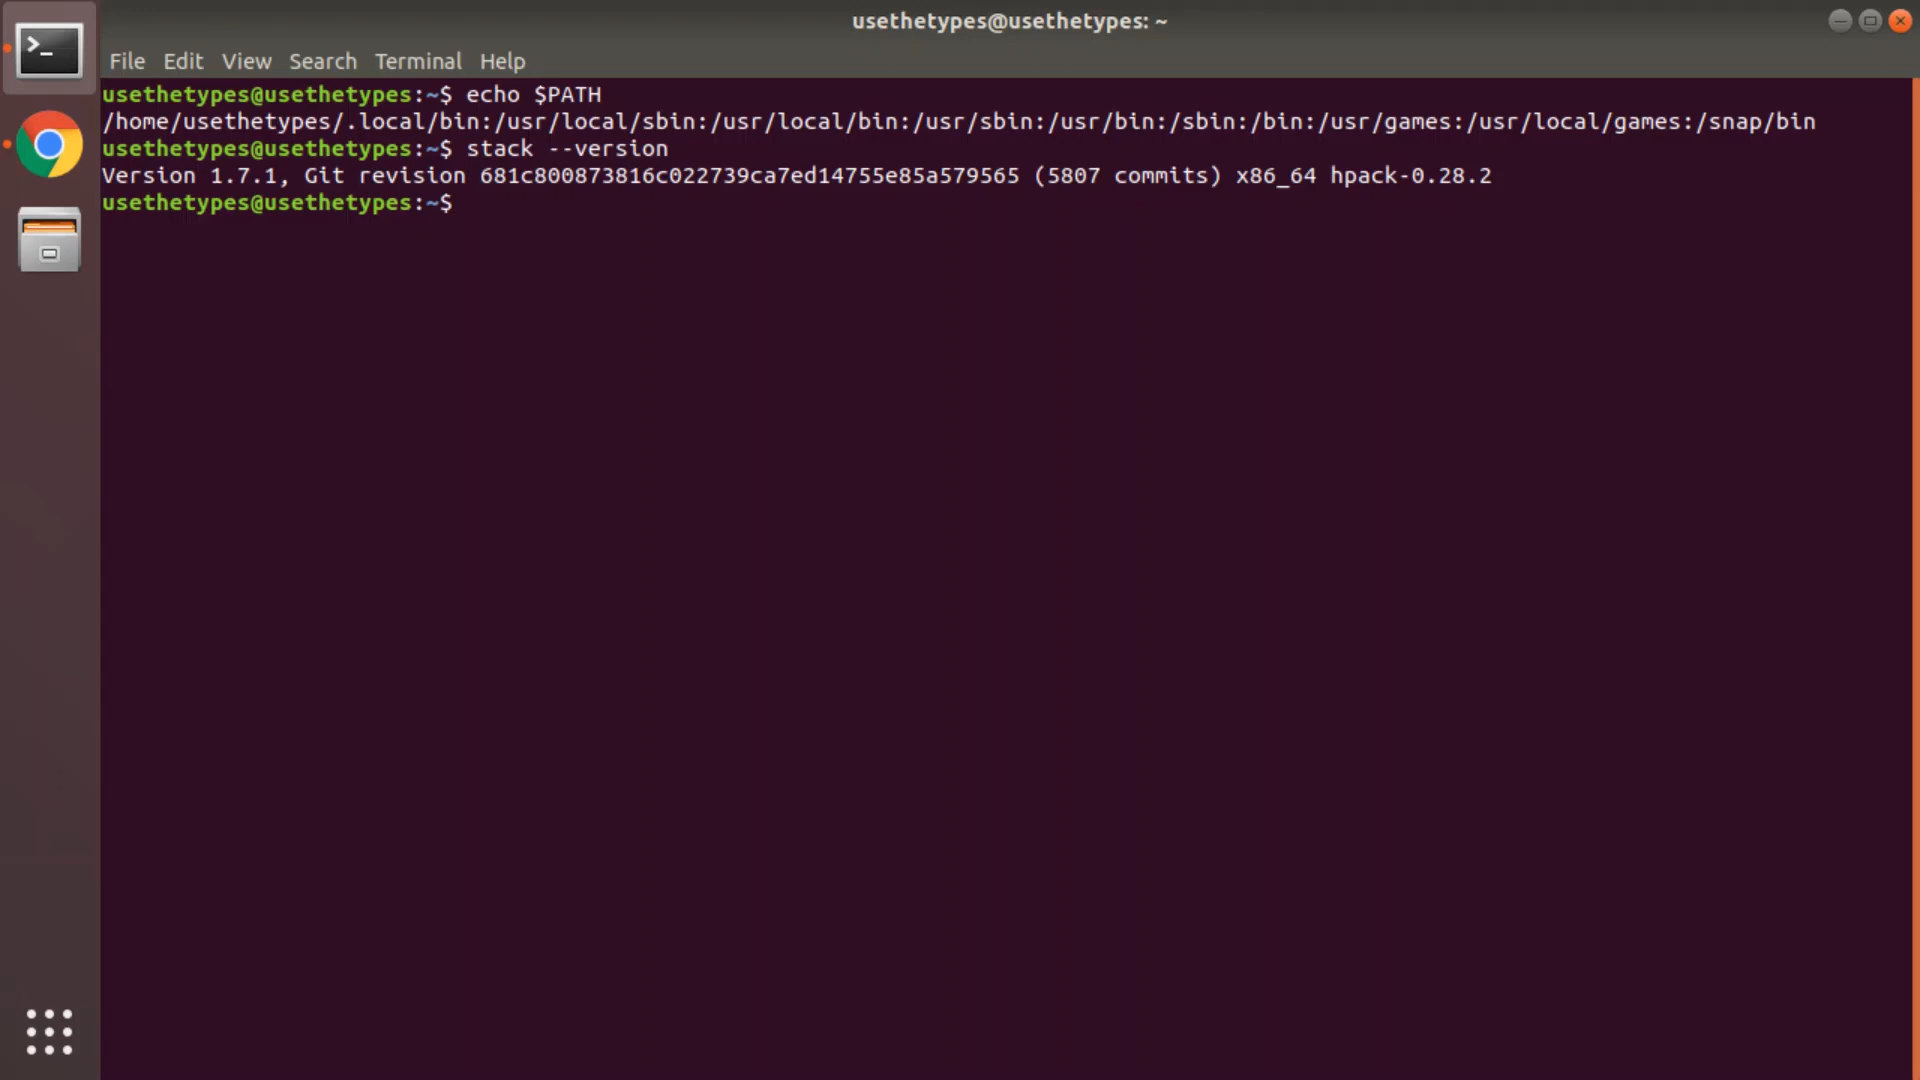 usethetypes@usethetypes: ~
File Edit View Search Terminal Help
usethetypes@usethetypes:~$ echo $PATH
/home/usethetypes/.local/bin:/usr/local/sbin:/usr/local/bin:/usr/sbin:/usr/bin:/sbin:/bin:/usr/games:/usr/local/games:/snap/bin
usethetypes@usethetypes:~$ stack --version
Version 1.7.1, Git revision 681c800873816c022739ca7ed14755e85a579565 (5807 commits) x86_64 hpack-0.28.2
usethetypes@usethetypes:~$